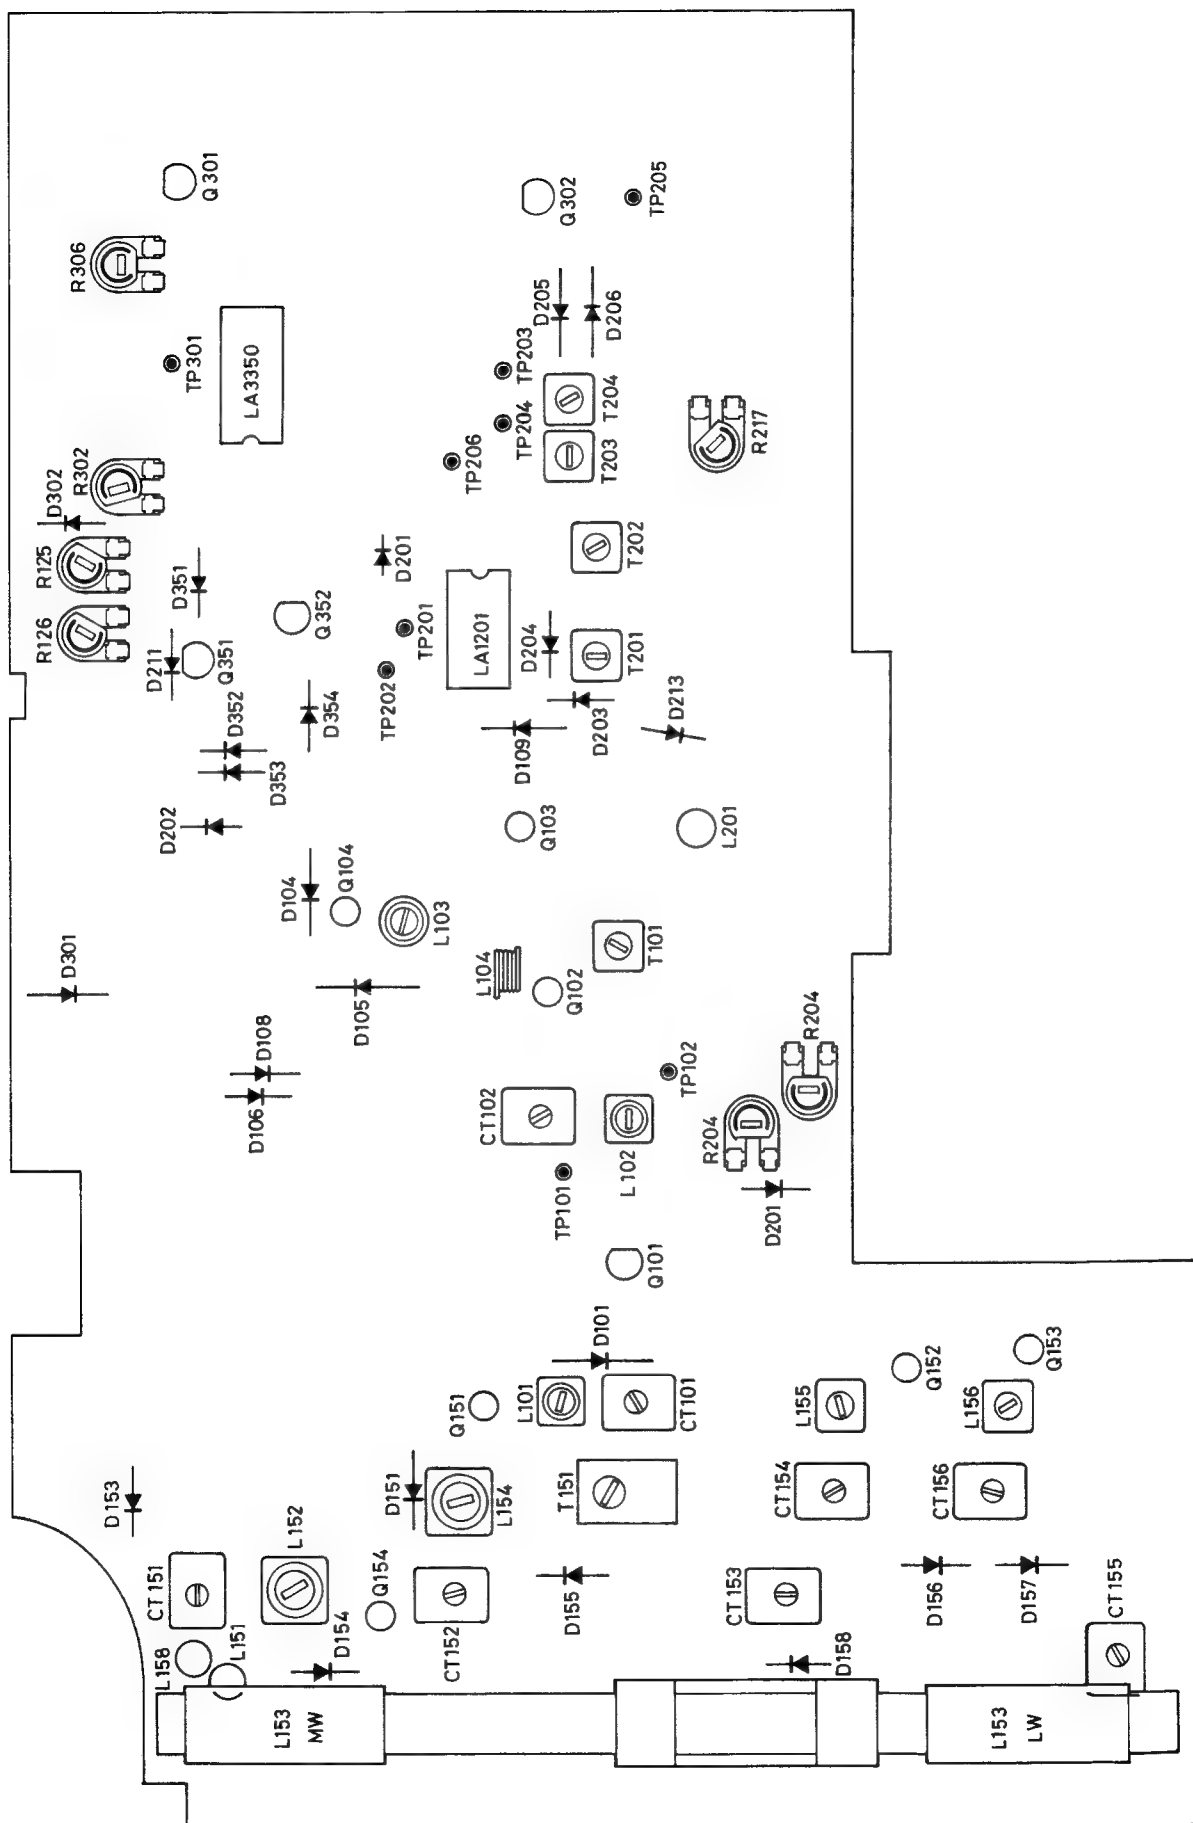 Q301
R306
Q302
TP205
D205
D206
TP301
LA3350
TP203
TP204
T204
T203
TP206
R217
R302
D302
R125
R126
D351
D201
T202
Q352
TP201
LA1201
D204
T201
D211
Q351
TP202
D352
D354
D353
D109
D203
D213
D202
Q103
L201
D104
Q104
L103
T101
L104
Q102
D301
D105
D108
D106
R204
TP102
CT102
R204
L102
TP101
D201
Q101
D101
Q153
Q152
Q151
L101
CT101
L155
L156
D153
D151
L154
T151
CT154
CT156
L152
CT151
Q154
CT152
D155
CT153
D156
D157
CT155
L158
L151
D154
D158
L153
MW
L153
LW